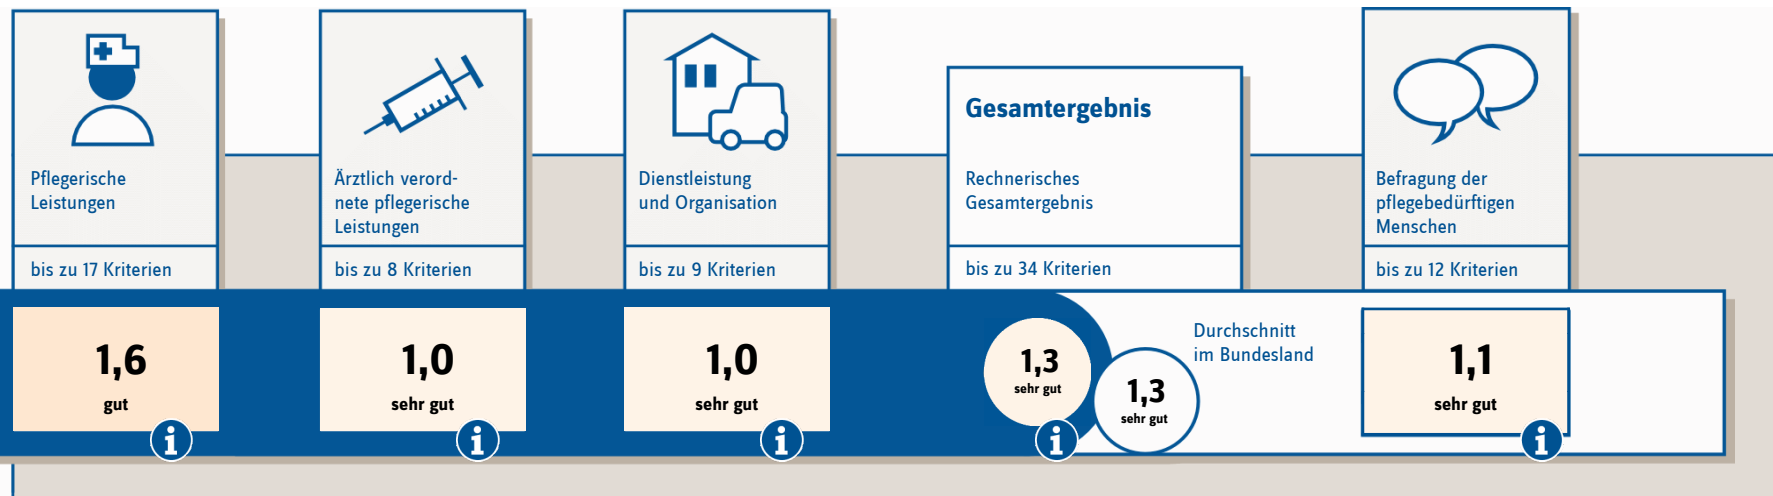 Pflegerische
Leistungen
bis zu 17 Kriterien
1,6
gut
i
Ärztlich verord-
nete pflegerische
Leistungen
bis zu 8 Kriterien
1,0
sehr gut
i
Dienstleistung
und Organisation
bis zu 9 Kriterien
1,0
sehr gut
i
Gesamtergebnis
Rechnerisches
Gesamtergebnis
bis zu 34 Kriterien
1,3
sehr gut
i
Durchschnitt
im Bundesland
1,3
sehr gut
Befragung der
pflegebedürftigen
Menschen
bis zu 12 Kriterien
1,1
sehr gut
i